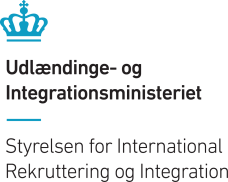 Udlændinge- og
Integrationsministeriet
Styrelsen for International
Rekruttering og Integration